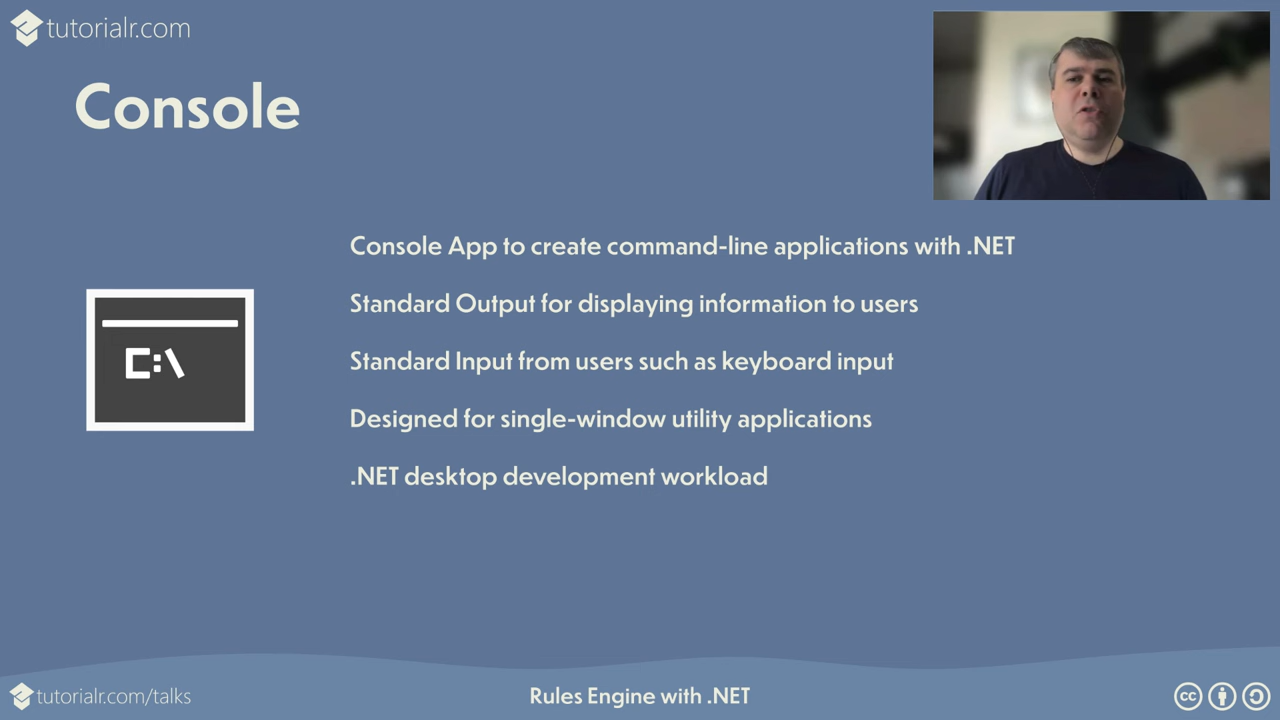 tutorialr.com
Console
Console App to create command-line applications with .NET
Standard Output for displaying information to users
Standard Input from users such as keyboard input
C:\
Designed for single-window utility applications
.NET desktop development workload
tutorialr.com/talks
Rules Engine with .NET
cc